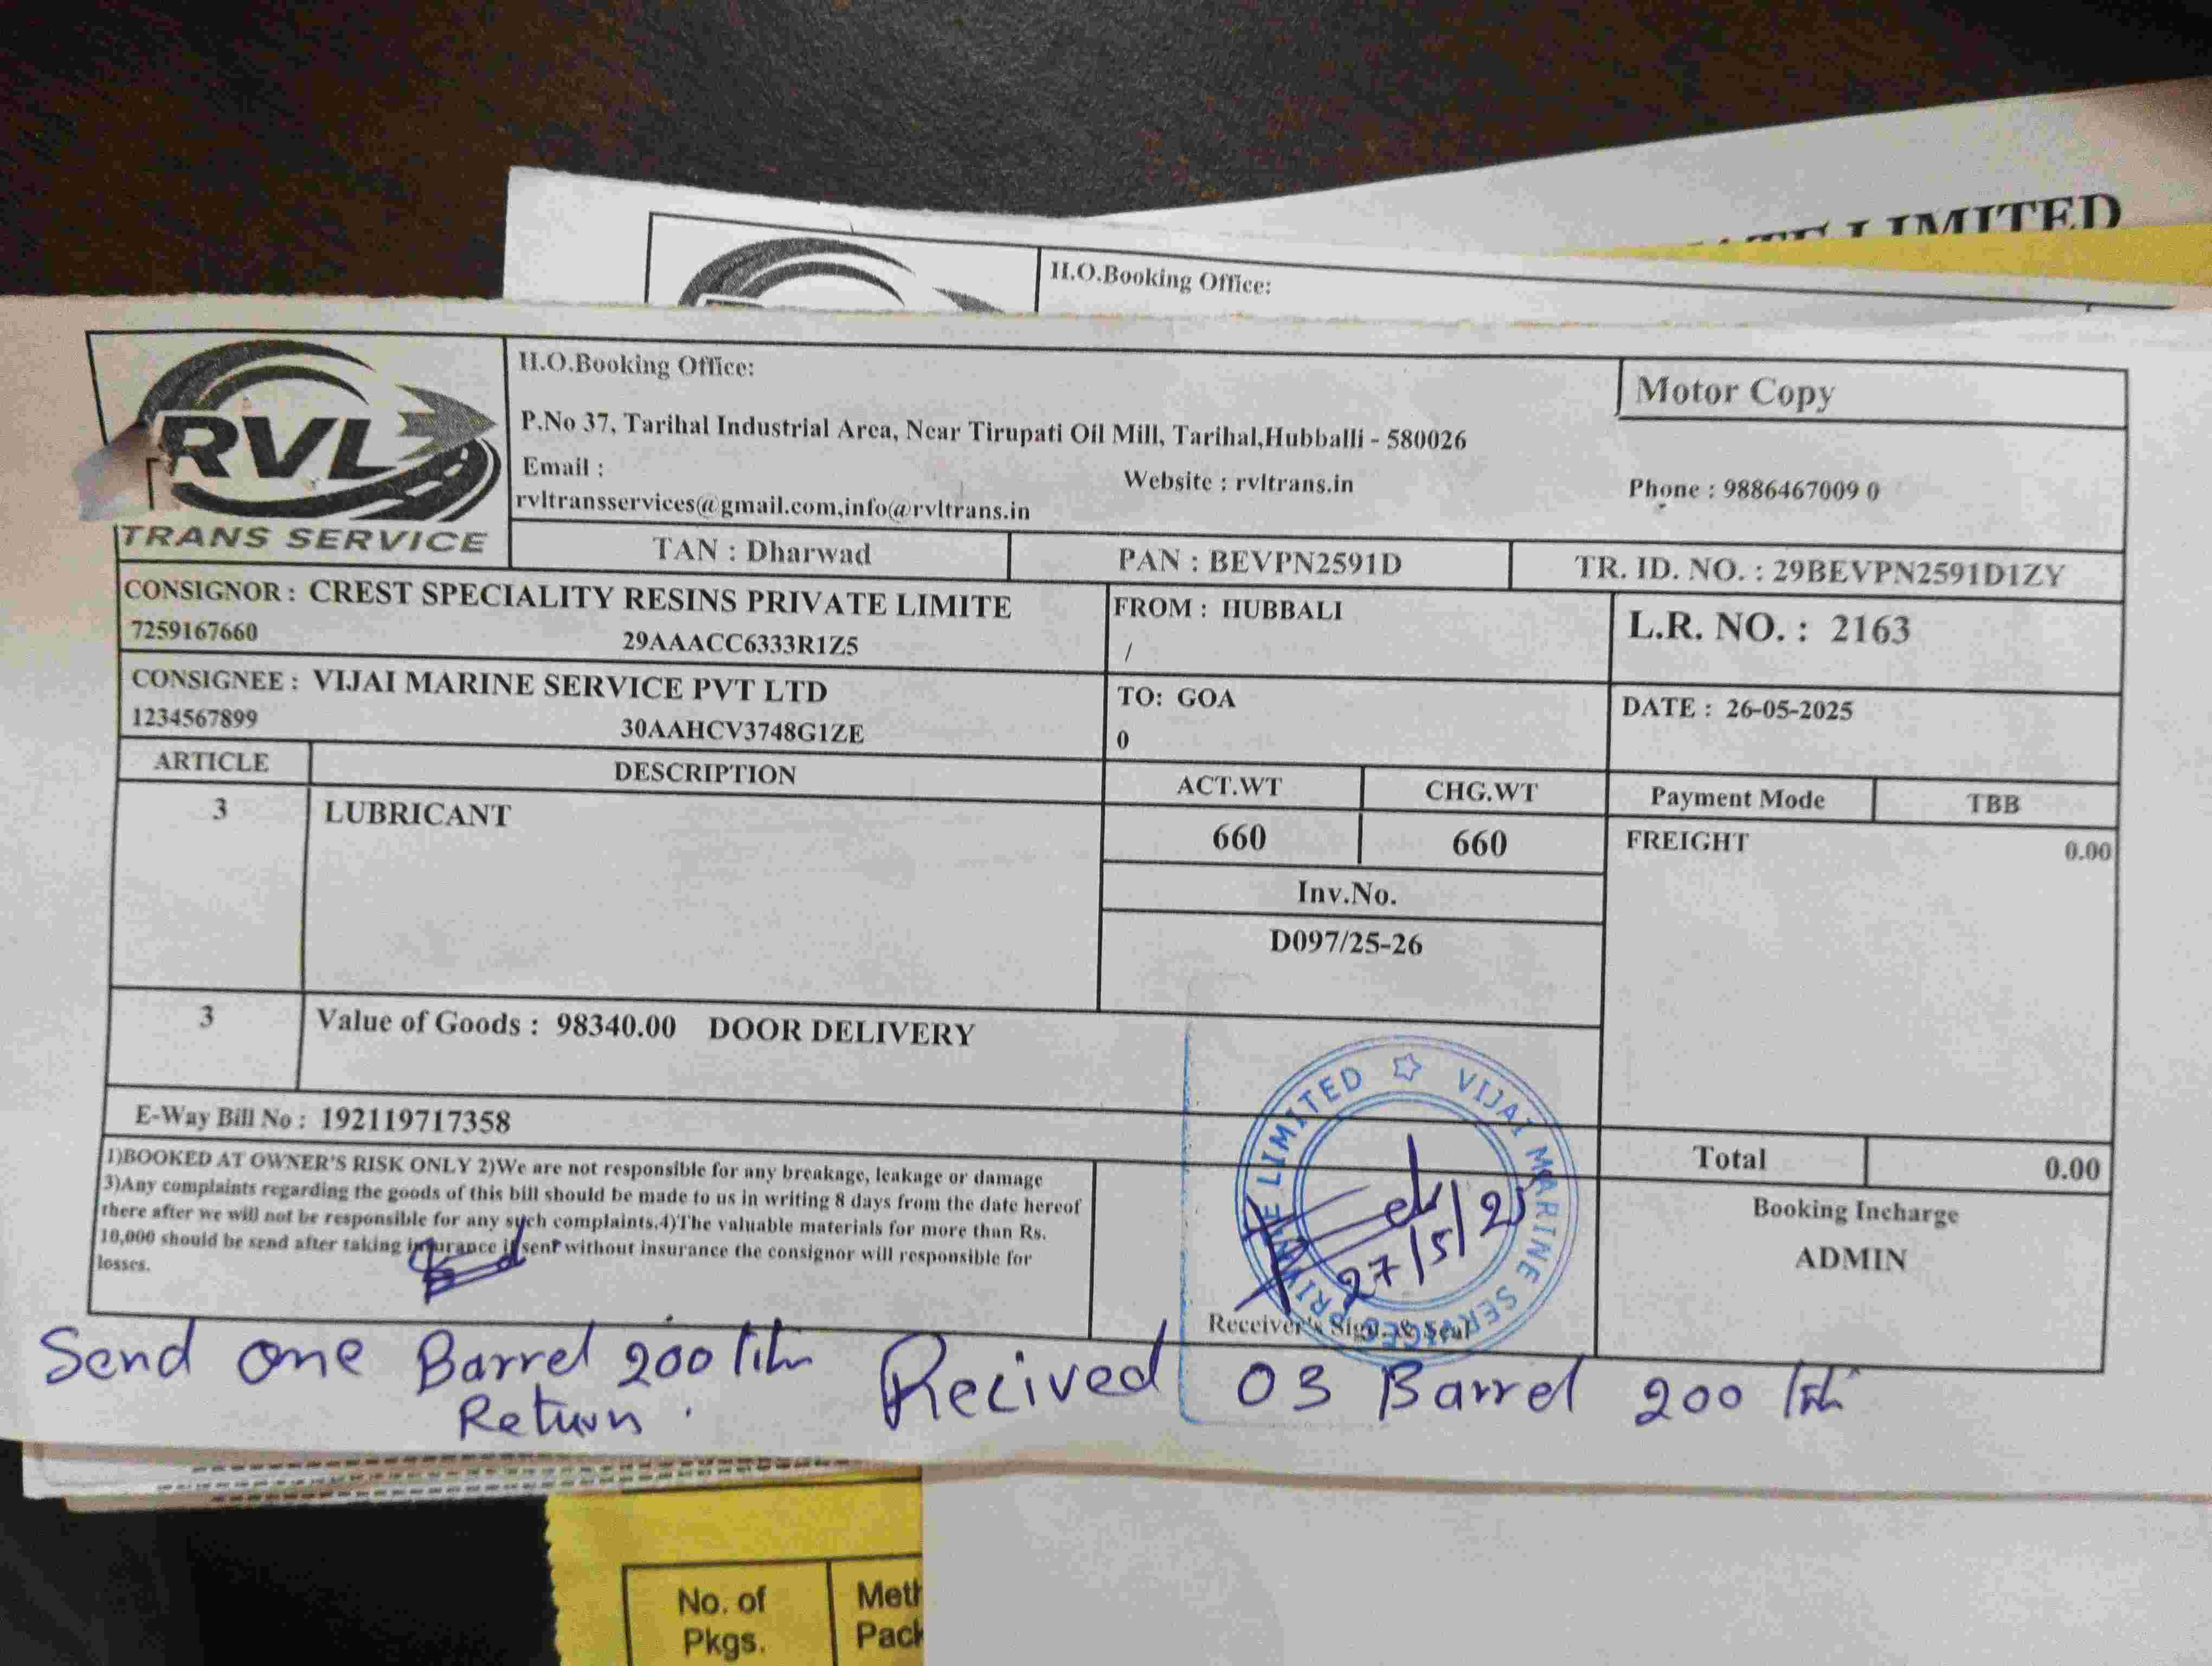 ATE LIMITED
H.O.Booking Office:
RVL
TRANS SERVICE
H.O.Booking Office:
Motor Copy
P.No 37, Tarihal Industrial Area, Near Tirupati Oil Mill, Tarihal,Hubballi - 580026
Email :
Website : rvltrans.in
Phone : 9886467009 0
rvltransservices@gmail.com,info@rvltrans.in
TAN : Dharwad
PAN : BEVPN2591D
TR. ID. NO. : 29BEVPN2591D1ZY
CONSIGNOR : CREST SPECIALITY RESINS PRIVATE LIMITE
7259167660
29AAACC6333R1Z5
FROM : HUBBALI
/
L.R. NO. : 2163
CONSIGNEE : VIJAI MARINE SERVICE PVT LTD
1234567899
30AAHCV3748G1ZE
TO: GOA
0
DATE : 26-05-2025
ARTICLE
DESCRIPTION
ACT.WT
CHG.WT
Payment Mode
TBB
3
LUBRICANT
660
660
FREIGHT
0.00
Inv.No.
D097/25-26
3
Value of Goods : 98340.00 DOOR DELIVERY
E-Way Bill No : 192119717358
Total
0.00
1)BOOKED AT OWNER'S RISK ONLY 2)We are not responsible for any breakage, leakage or damage
3)Any complaints regarding the goods of this bill should be made to us in writing 8 days from the date hereof
there after we will not be responsible for any such complaints.4)The valuable materials for more than Rs.
10,000 should be send after taking insurance if sent without insurance the consignor will responsible for
losses.
VIJAI MARINE SERVICES PRIVATE LIMITED
27/5/25
Receiver's Sign. & Seal
Booking Incharge
ADMIN
Send one Barrel 200
Return.
Recived 03 Barrel 200
No. of
Pkgs.
Meth
Pack